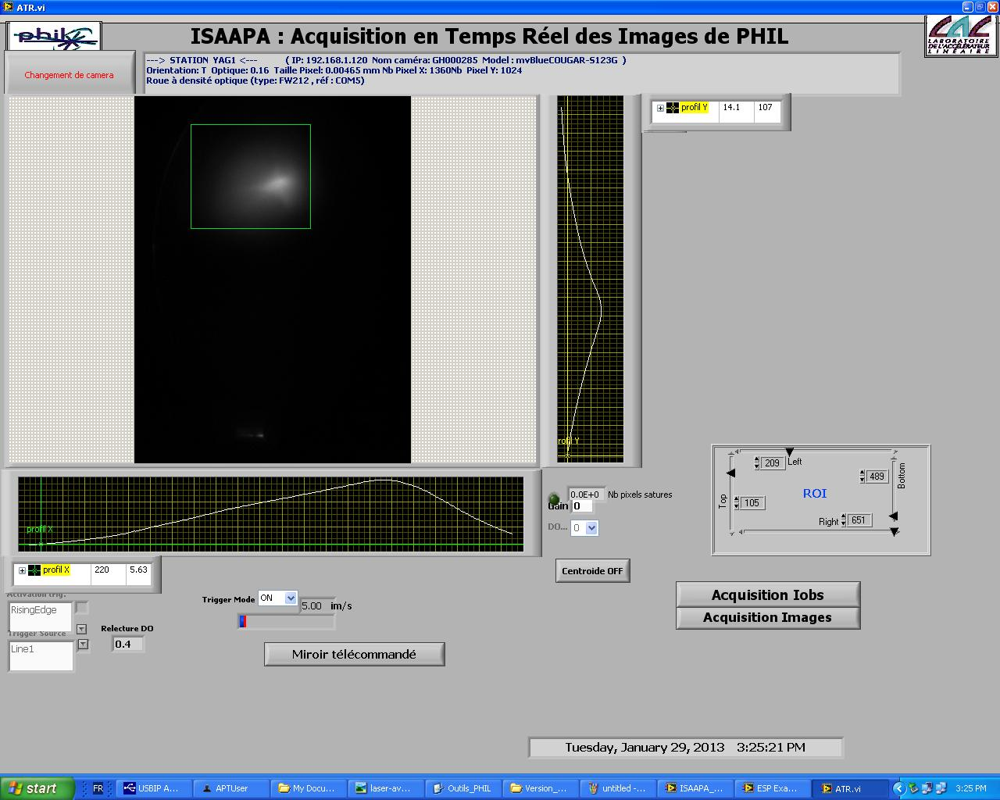 ATR.vi
phil
ISAAPA : Acquisition en Temps Réel des Images de PHIL
LABORATOIRE
DE L'ACCÉLÉRATEUR
LINÉAIRE
Changement de camera
---> STATION YAG1 <--- ( IP: 192.168.1.120 Nom caméra: GH000285 Model : mvBlueCOUGAR-S123G )
Orientation: T Optique: 0.16 Taille Pixel: 0.00465 mm Nb Pixel X: 1360Nb Pixel Y: 1024
Roue à densité optique (type: FW212 , réf : COM5)
profil Y 14.1 107
rofil Y
profil X
profil X 220 5.63
0.0E+0 Nb pixels satures
Gain 0
DO... 0
Centroide OFF
209 Left
489
Bottom
Top
105
ROI
Right 651
Acquisition Iobs
Acquisition Images
Activation trig.
RisingEdge
Trigger Source
Line1
Relecture DO
0.4
Trigger Mode ON 5.00 im/s
Miroir télécommandé
Tuesday, January 29, 2013 3:25:21 PM
start FR USBIP A... APTUser My Docu... laser-av... Outils_PHIL Version_... untitled -... ISAAPA_... ESP Exa... ATR.vi 3:25 PM